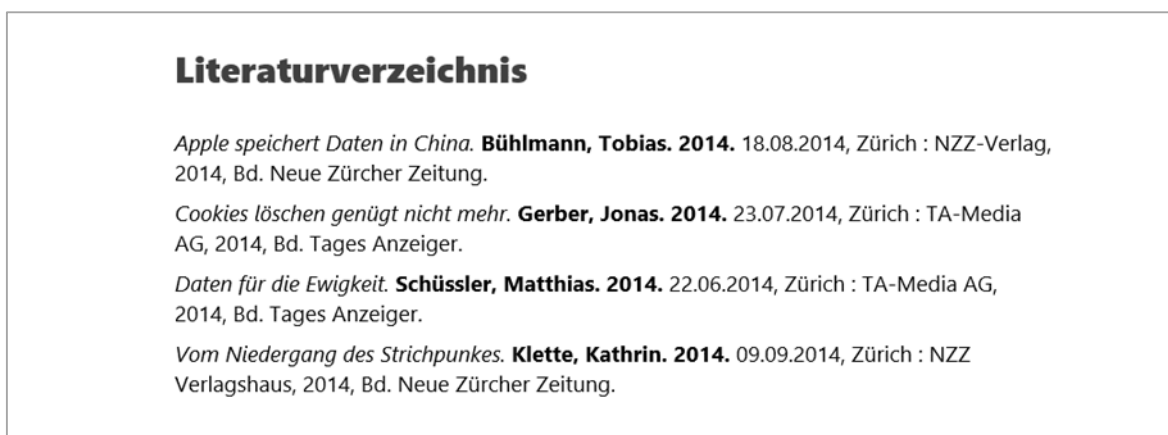 Literaturverzeichnis
Apple speichert Daten in China. Bühlmann, Tobias. 2014. 18.08.2014, Zürich : NZZ-Verlag,
2014, Bd. Neue Zürcher Zeitung.
Cookies löschen genügt nicht mehr. Gerber, Jonas. 2014. 23.07.2014, Zürich : TA-Media
AG, 2014, Bd. Tages Anzeiger.
Daten für die Ewigkeit. Schüssler, Matthias. 2014. 22.06.2014, Zürich : TA-Media AG,
2014, Bd. Tages Anzeiger.
Vom Niedergang des Strichpunkes. Klette, Kathrin. 2014. 09.09.2014, Zürich : NZZ
Verlagshaus, 2014, Bd. Neue Zürcher Zeitung.